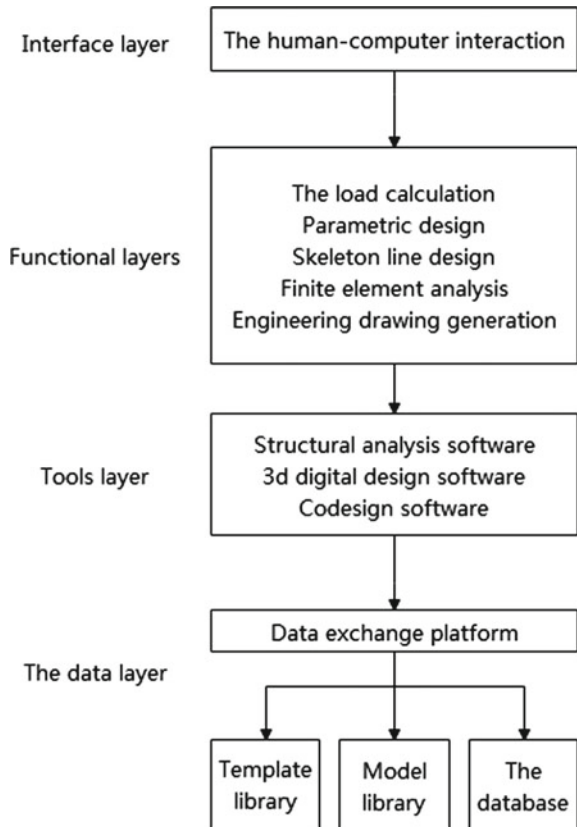 Interface layer
The human-computer interaction
Functional layers
The load calculation
Parametric design
Skeleton line design
Finite element analysis
Engineering drawing generation
Tools layer
Structural analysis software
3d digital design software
Codesign software
The data layer
Data exchange platform
Template
library
Model
library
The
database